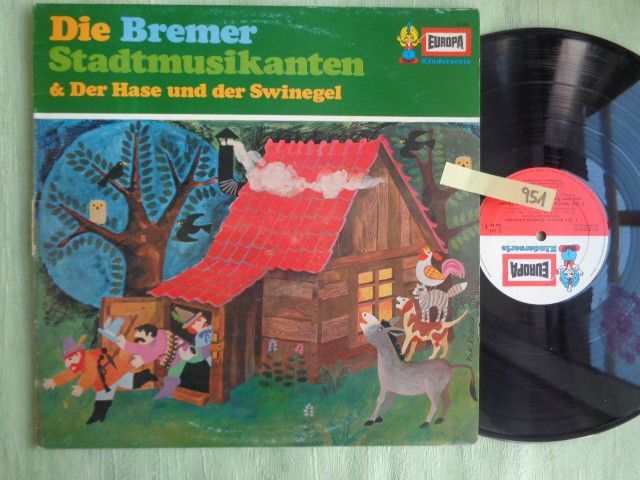 Die Bremer
Stadtmusikanten
& Der Hase und der Swinegel
EUROPA
Kinderserie
951
EUROPA
Kinderserie